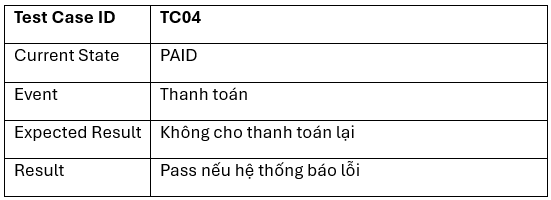 Test Case ID TC04
Current State PAID
Event Thanh toán
Expected Result Không cho thanh toán lại
Result Pass nếu hệ thống báo lỗi